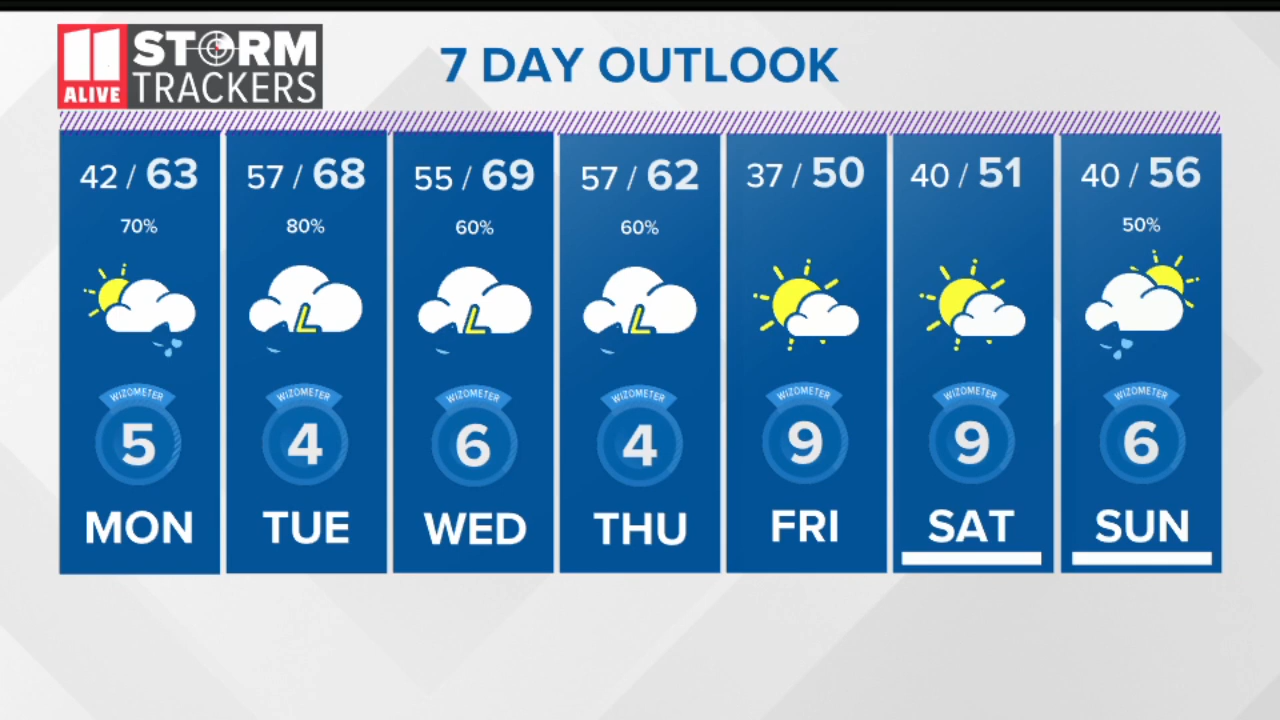 11 ALIVE STORM TRACKERS
7 DAY OUTLOOK
42 / 63
70%
WIZOMETER
5
MON
57 / 68
80%
WIZOMETER
4
TUE
55 / 69
60%
WIZOMETER
6
WED
57 / 62
60%
WIZOMETER
4
THU
37 / 50
WIZOMETER
9
FRI
40 / 51
WIZOMETER
9
SAT
40 / 56
50%
WIZOMETER
6
SUN